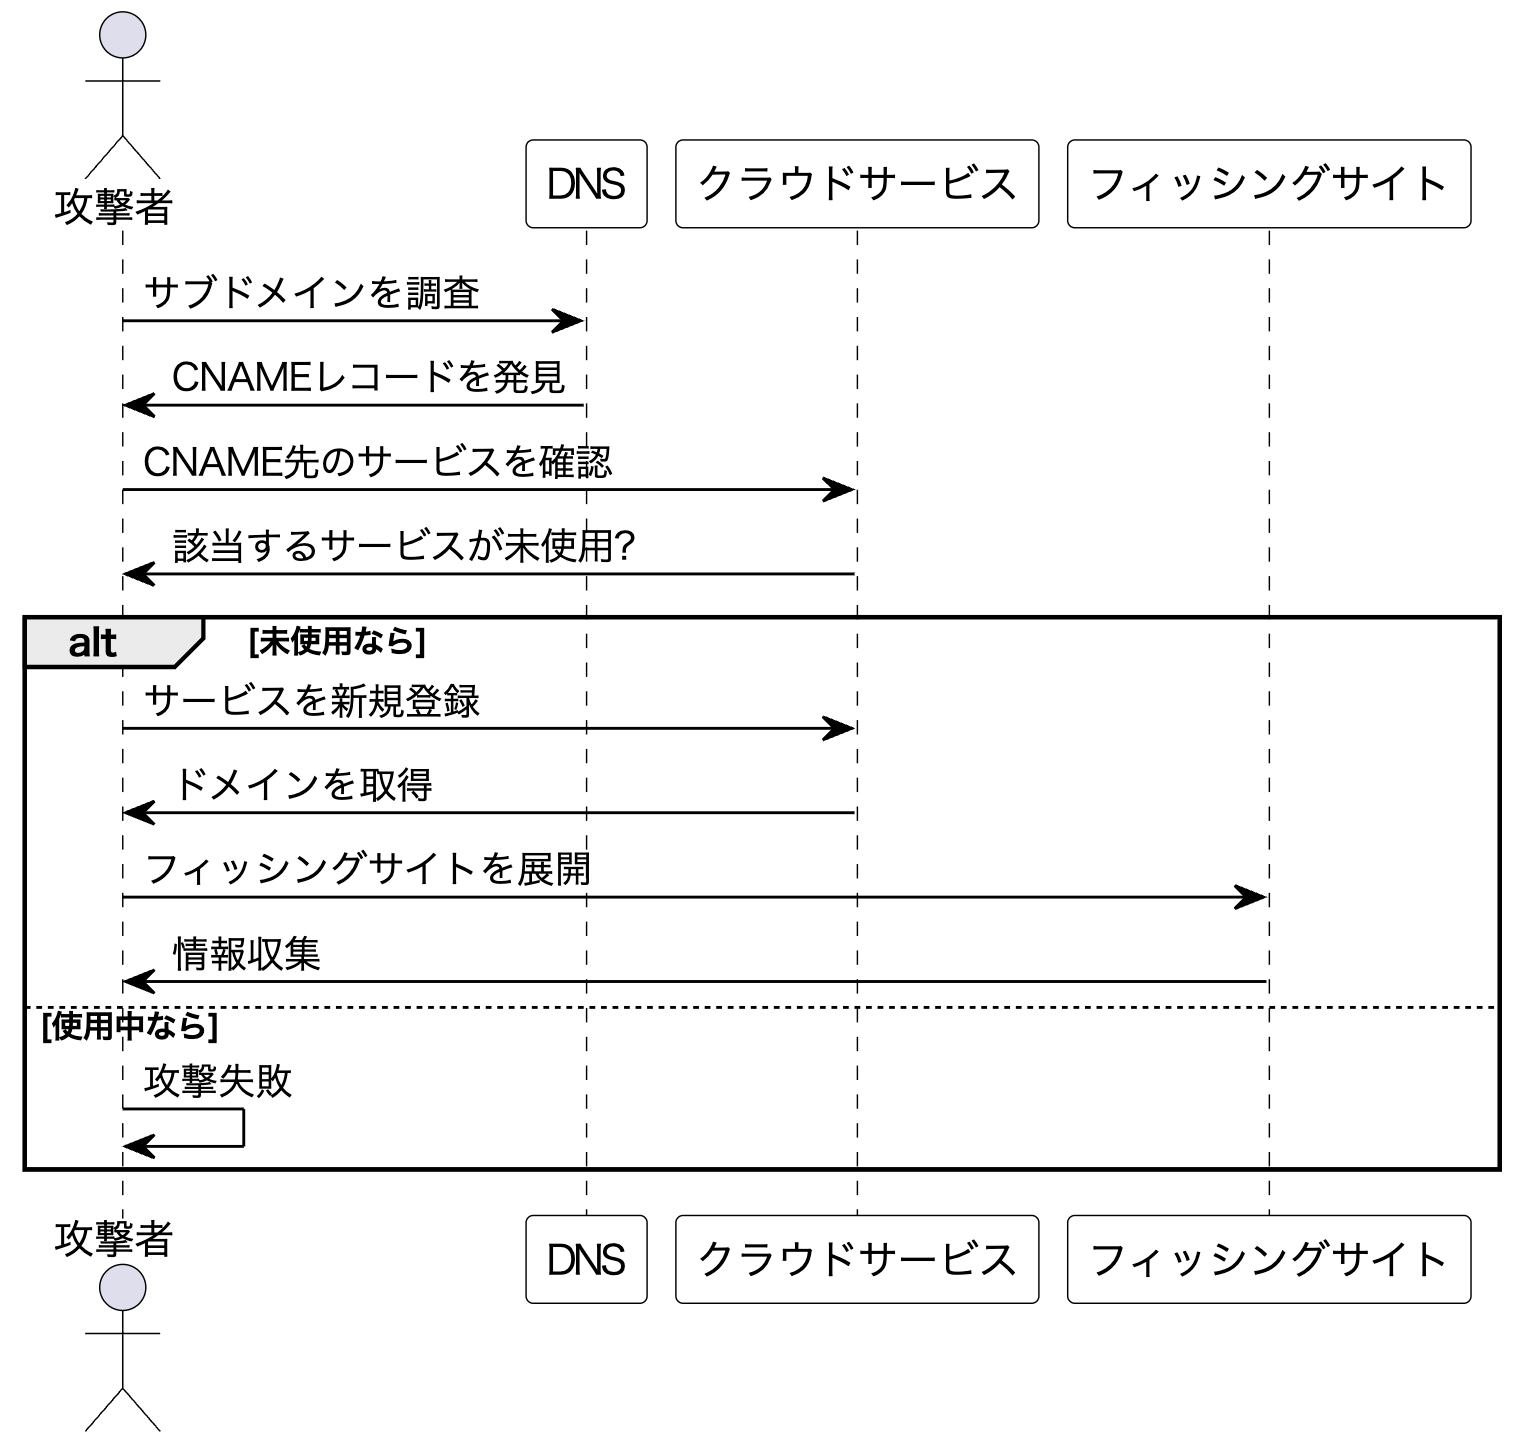 攻撃者
DNS
クラウドサービス
フィッシングサイト
サブドメインを調査
CNAMEレコードを発見
CNAME先のサービスを確認
該当するサービスが未使用?
alt
[未使用なら]
サービスを新規登録
ドメインを取得
フィッシングサイトを展開
情報収集
[使用中なら]
攻撃失敗
攻撃者
DNS
クラウドサービス
フィッシングサイト